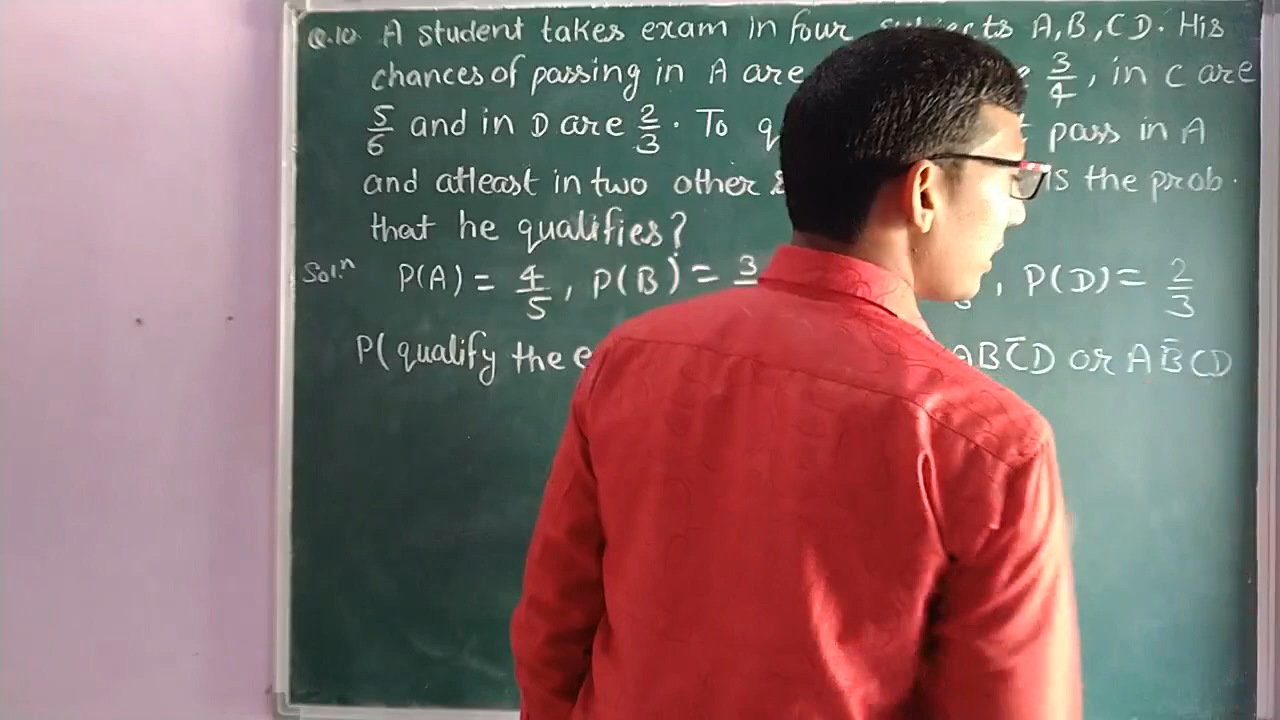 Q.10 A student takes exam in four A, B, C D. His
chances of passing in A are 3/4, in C are
5/6 and in D are 2/3. To pass in A
and atleast in two other is the prob.
that he qualifies?
Sol.n P(A) = 4/5, P(B) = 3 , P(D) = 2/3
P(qualify the ABC̄D or AB̄CD